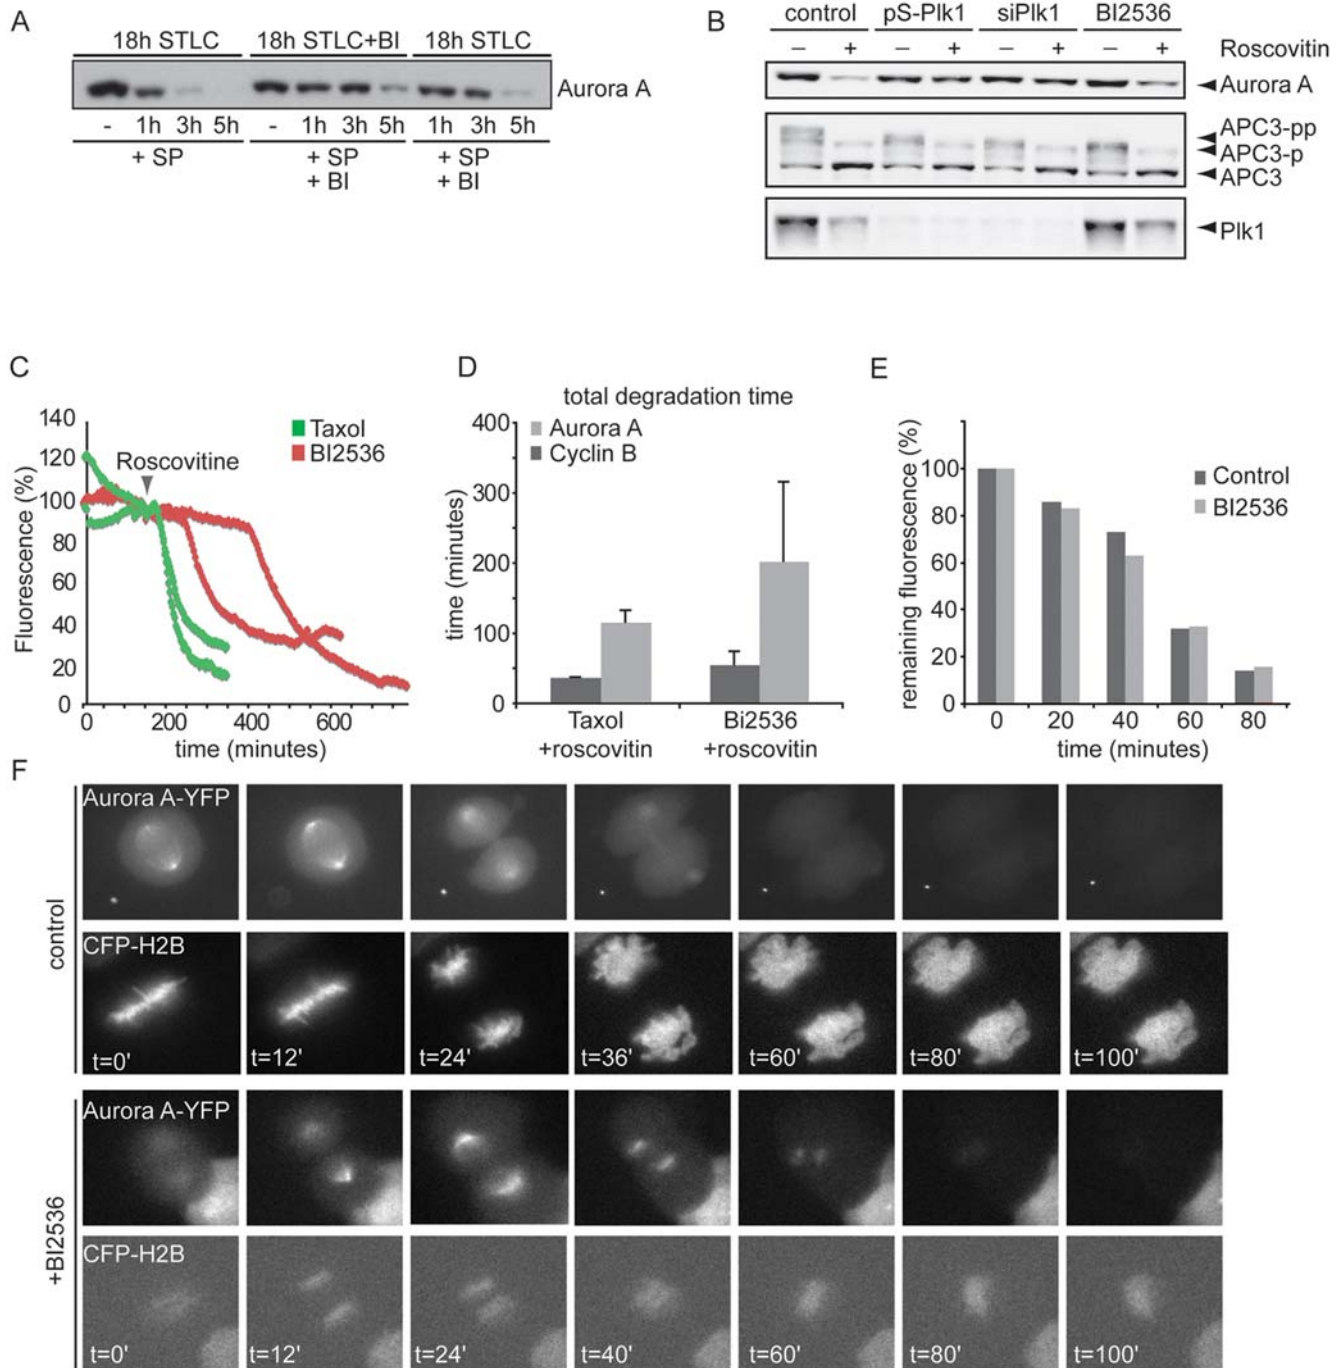 A
18h STLC 18h STLC+BI 18h STLC
Aurora A
- 1h 3h 5h - 1h 3h 5h 1h 3h 5h
+ SP + SP + SP
+ BI + BI
B
control pS-Plk1 siPlk1 BI2536
– + – + – + – + Roscovitin
Aurora A
APC3-pp
APC3-p
APC3
Plk1
C
Fluorescence (%)
140
120
100
80
60
40
20
0
Roscovitine
Taxol
BI2536
0 200 400 600
time (minutes)
D
total degradation time
time (minutes)
400
300
200
100
0
Aurora A
Cyclin B
Taxol Bi2536
+roscovitin +roscovitin
E
remaining fluorescence (%)
100
80
60
40
20
0
Control
BI2536
0 20 40 60 80
time (minutes)
F
control
Aurora A-YFP
CFP-H2B
t=0' t=12' t=24' t=36' t=60' t=80' t=100'
+BI2536
Aurora A-YFP
CFP-H2B
t=0' t=12' t=24' t=40' t=60' t=80' t=100'